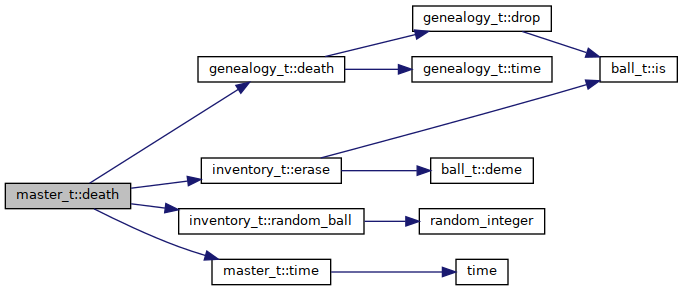 genealogy_t::drop
genealogy_t::death
genealogy_t::time
ball_t::is
inventory_t::erase
ball_t::deme
master_t::death
inventory_t::random_ball
random_integer
master_t::time
time